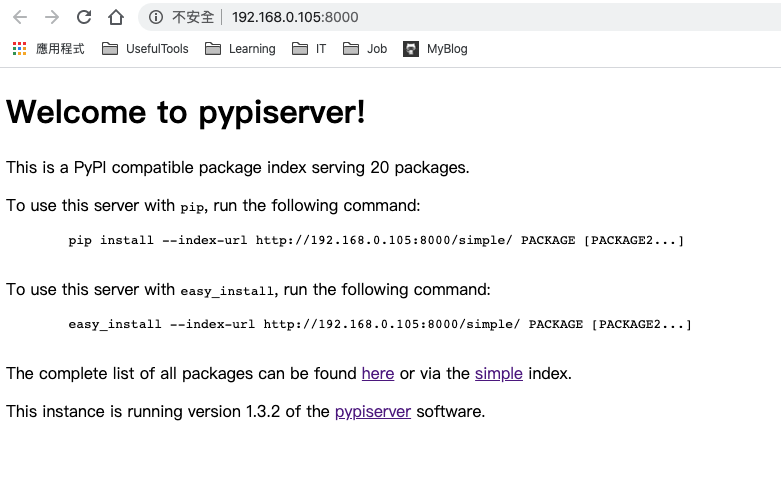 不安全 | 192.168.0.105:8000
應用程式 UsefulTools Learning IT Job MyBlog
Welcome to pypiserver!
This is a PyPI compatible package index serving 20 packages.
To use this server with pip, run the following command:
pip install --index-url http://192.168.0.105:8000/simple/ PACKAGE [PACKAGE2...]
To use this server with easy_install, run the following command:
easy_install --index-url http://192.168.0.105:8000/simple/ PACKAGE [PACKAGE2...]
The complete list of all packages can be found here or via the simple index.
This instance is running version 1.3.2 of the pypiserver software.